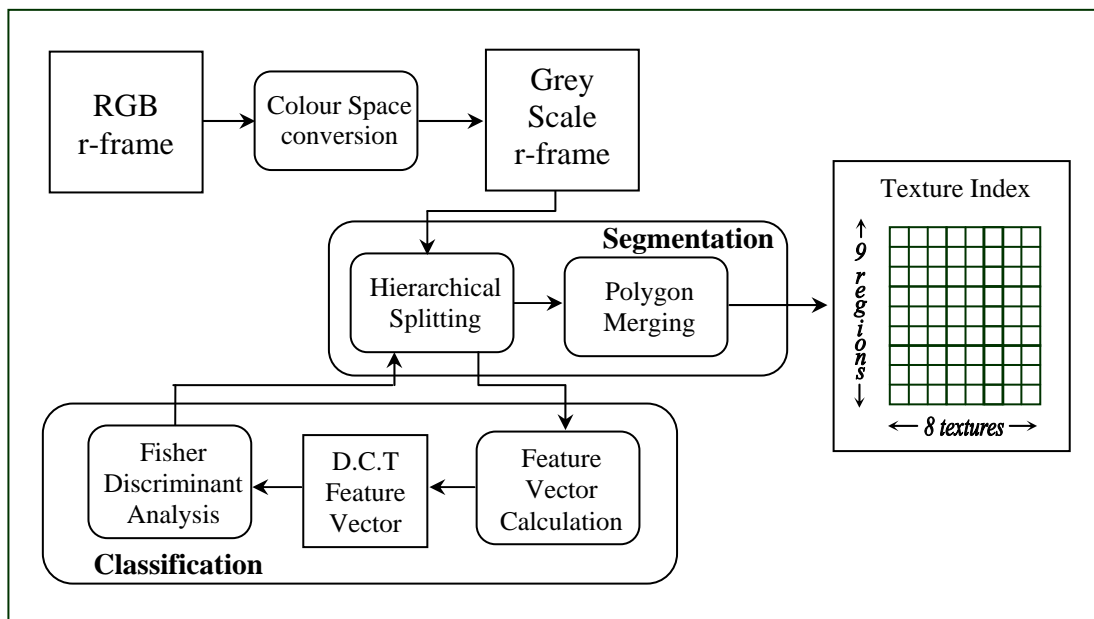 RGB
r-frame
Colour Space
conversion
Grey
Scale
r-frame
Segmentation
Hierarchical
Splitting
Polygon
Merging
Texture Index
9 regions
8 textures
Fisher
Discriminant
Analysis
D.C.T
Feature
Vector
Feature
Vector
Calculation
Classification